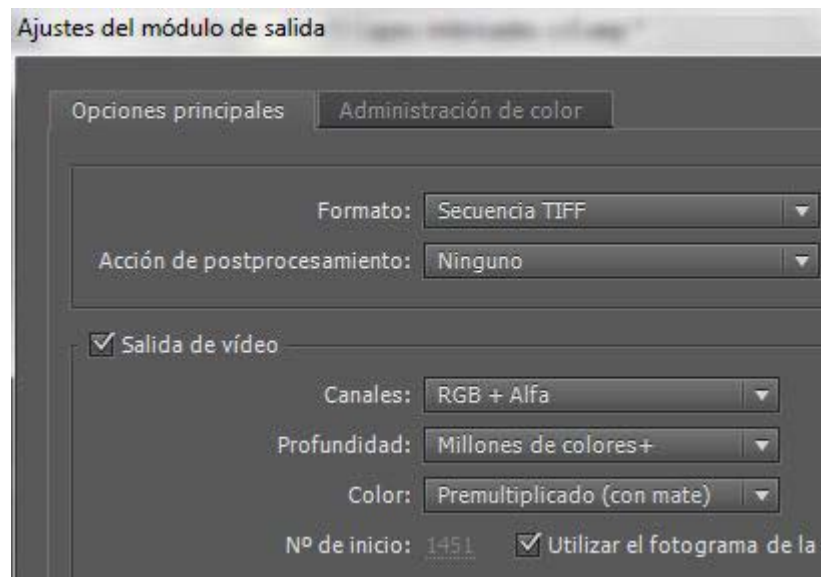 Ajustes del módulo de salida
Opciones principales
Administración de color
Formato: Secuencia TIFF
Acción de postprocesamiento: Ninguno
Salida de vídeo
Canales: RGB + Alfa
Profundidad: Millones de colores+
Color: Premultiplicado (con mate)
Nº de inicio: 1451 Utilizar el fotograma de la